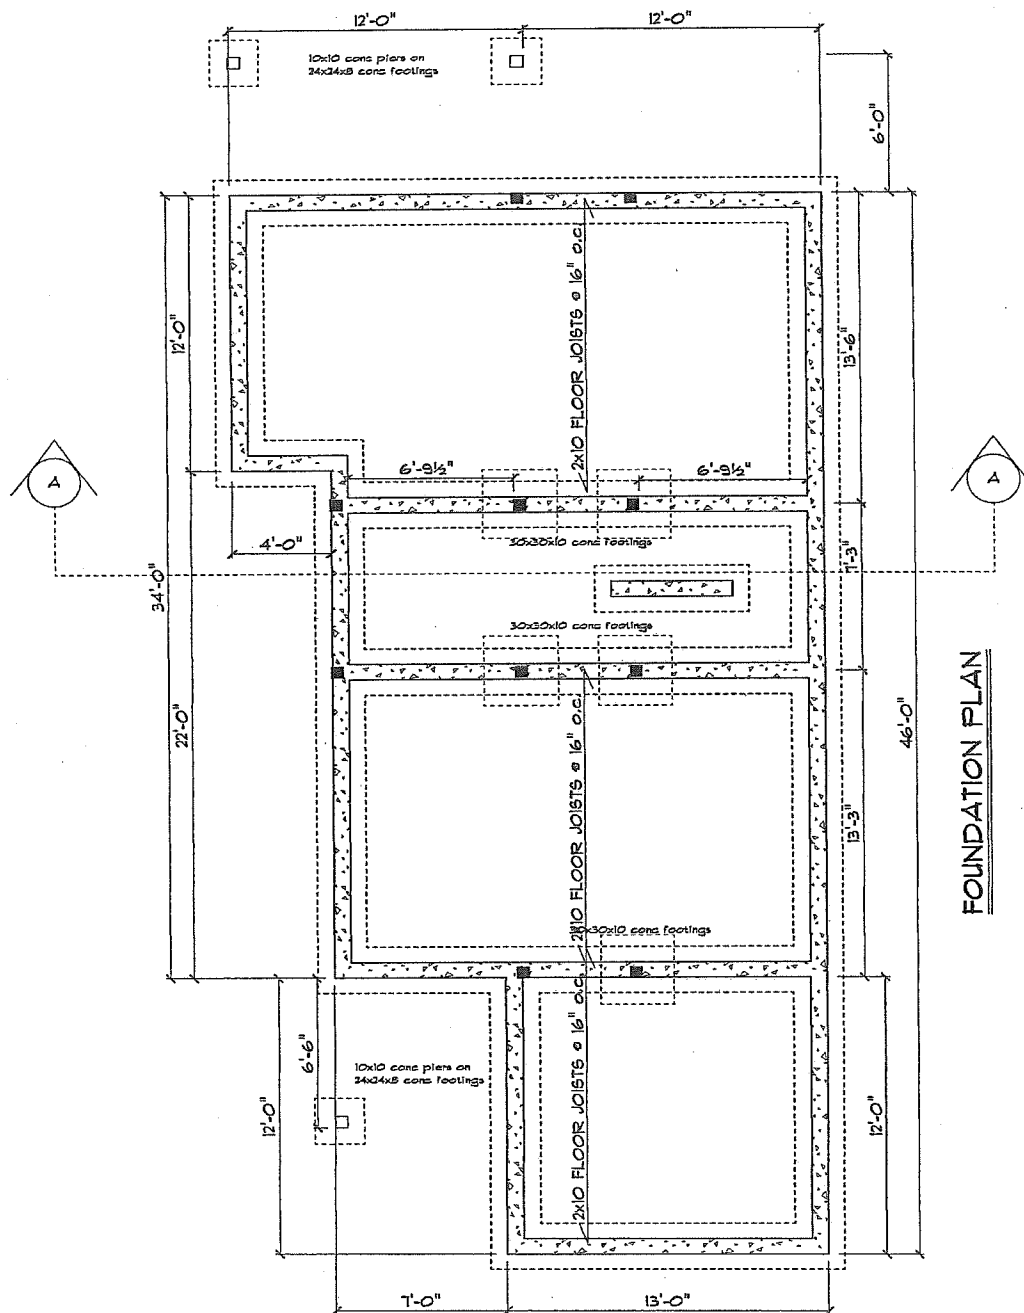 12'-0"
12'-0"
10x10 conc piers on
24x24x8 conc footings
6'-0"
12'-0"
2x10 FLOOR JOISTS @ 16" o.c.
13'-6"
A
A
6'-9½"
6'-9½"
4'-0"
30x30x10 conc footings
7'-3"
34'-0"
30x30x10 conc footings
22'-0"
2x10 FLOOR JOISTS @ 16" o.c.
46'-0"
FOUNDATION PLAN
13'-3"
30x30x10 conc footings
6'-6"
10x10 conc piers on
24x24x8 conc footings
2x10 FLOOR JOISTS @ 16" o.c.
12'-0"
12'-0"
7'-0"
13'-0"